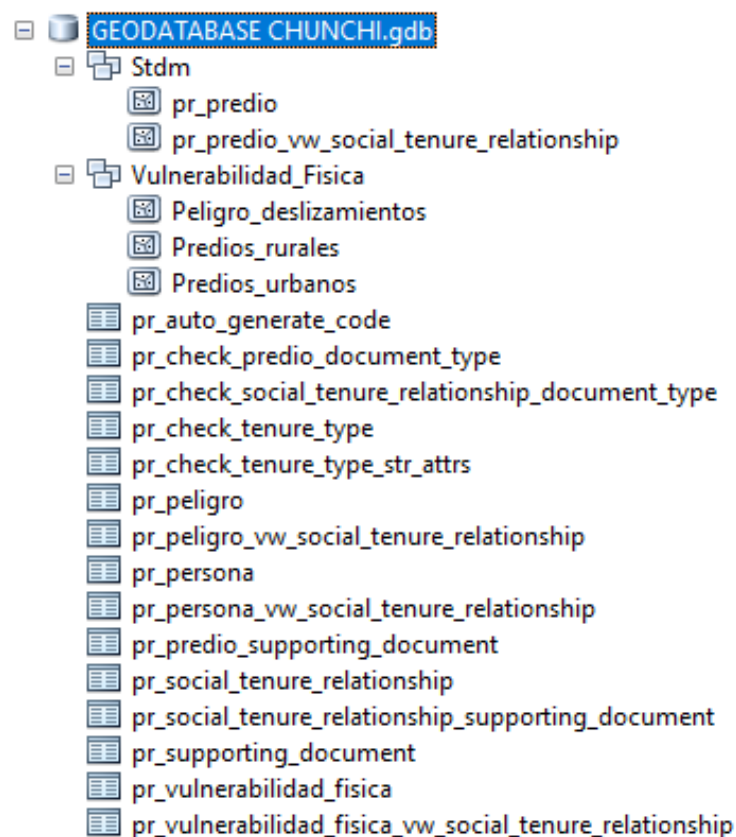 GEODATABASE CHUNCHI.gdb
Stdm
pr_predio
pr_predio_vw_social_tenure_relationship
Vulnerabilidad_Fisica
Peligro_deslizamientos
Predios_rurales
Predios_urbanos
pr_auto_generate_code
pr_check_predio_document_type
pr_check_social_tenure_relationship_document_type
pr_check_tenure_type
pr_check_tenure_type_str_attrs
pr_peligro
pr_peligro_vw_social_tenure_relationship
pr_persona
pr_persona_vw_social_tenure_relationship
pr_predio_supporting_document
pr_social_tenure_relationship
pr_social_tenure_relationship_supporting_document
pr_supporting_document
pr_vulnerabilidad_fisica
pr_vulnerabilidad_fisica_vw_social_tenure_relationship